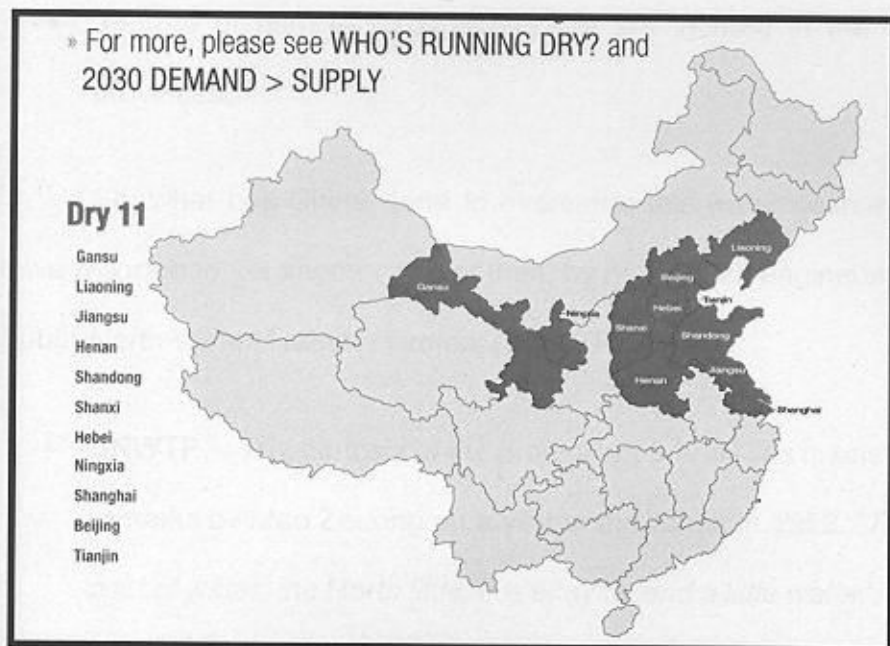 » For more, please see WHO'S RUNNING DRY? and
2030 DEMAND > SUPPLY
Dry 11
Gansu
Liaoning
Jiangsu
Henan
Shandong
Shanxi
Hebei
Ningxia
Shanghai
Beijing
Tianjin
Liaoning
Beijing
Gansu
Tianjin
Hebei
Ningxia
Shanxi
Shandong
Jiangsu
Henan
Shanghai